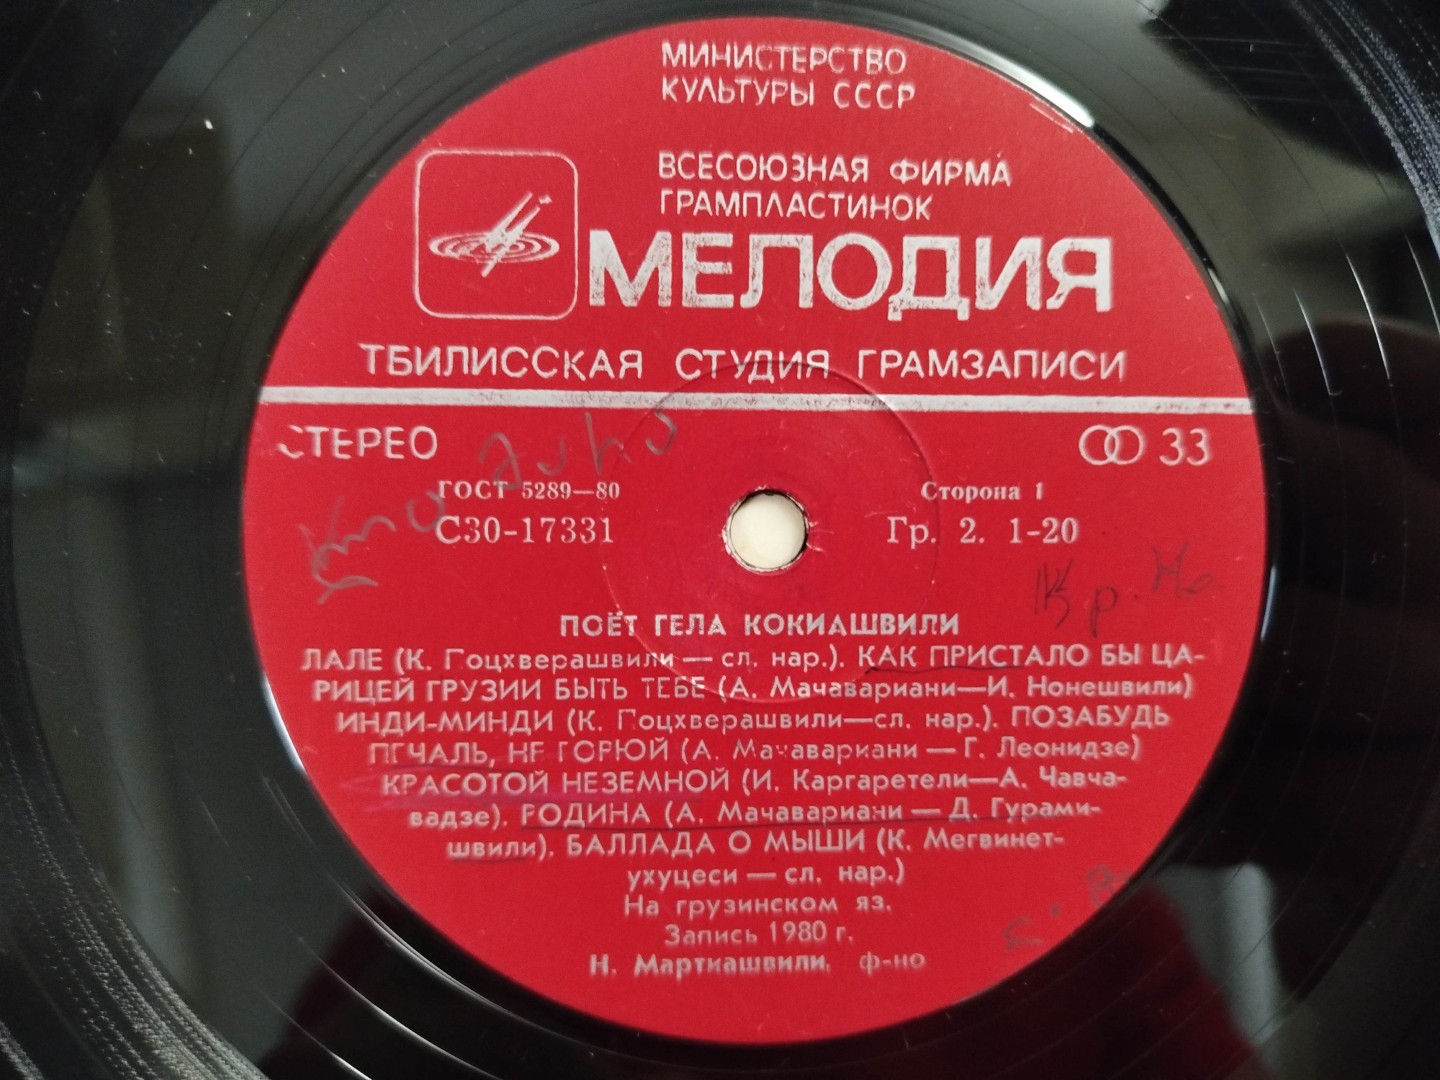 МИНИСТЕРСТВО
КУЛЬТУРЫ СССР
ВСЕСОЮЗНАЯ ФИРМА
ГРАМПЛАСТИНОК
МЕЛОДИЯ
ТБИЛИССКАЯ СТУДИЯ ГРАМЗАПИСИ
СТЕРЕО
33
ГОСТ 5289—80
Сторона 1
С30-17331
Гр. 2. 1-20
ПОЁТ ГЕЛА КОКИАШВИЛИ
ЛАЛЕ (К. Гоцхверашвили — сл. нар.). КАК ПРИСТАЛО БЫ ЦА-
РИЦЕЙ ГРУЗИИ БЫТЬ ТЕБЕ (А. Мачавариани—И. Нонешвили)
ИНДИ-МИНДИ (К. Гоцхверашвили—сл. нар.). ПОЗАБУДЬ
ПЕЧАЛЬ, НЕ ГОРЮЙ (А. Мачавариани — Г. Леонидзе)
КРАСОТОЙ НЕЗЕМНОЙ (И. Каргаретели—А. Чавча-
вадзе). РОДИНА (А. Мачавариани — Д. Гурами-
швили). БАЛЛАДА О МЫШИ (К. Мегвинет-
ухуцеси — сл. нар.)
На грузинском яз.
Запись 1980 г.
Н. Мартиашвили, ф-но